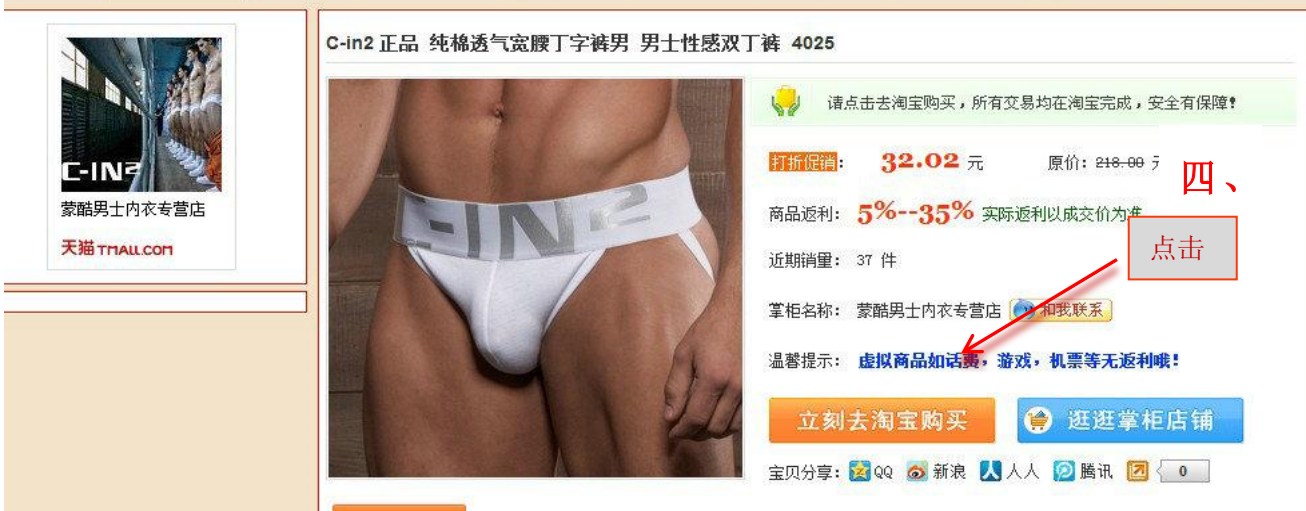 C-in2 正品 纯棉透气宽腰丁字裤男 男士性感双丁裤 4025
C-IN2
蒙酷男士内衣专营店
天猫 TMALL.COM
C-IN2
请点击去淘宝购买，所有交易均在淘宝完成，安全有保障！
打折促销： 32.02 元 原价：218.00
四、
商品返利： 5%--35% 实际返利以成交价为准
点击
近期销量： 37 件
掌柜名称： 蒙酷男士内衣专营店 和我联系
温馨提示： 虚拟商品如话费，游戏，机票等无返利哦！
立刻去淘宝购买 逛逛掌柜店铺
宝贝分享： QQ 新浪 人人 腾讯 0